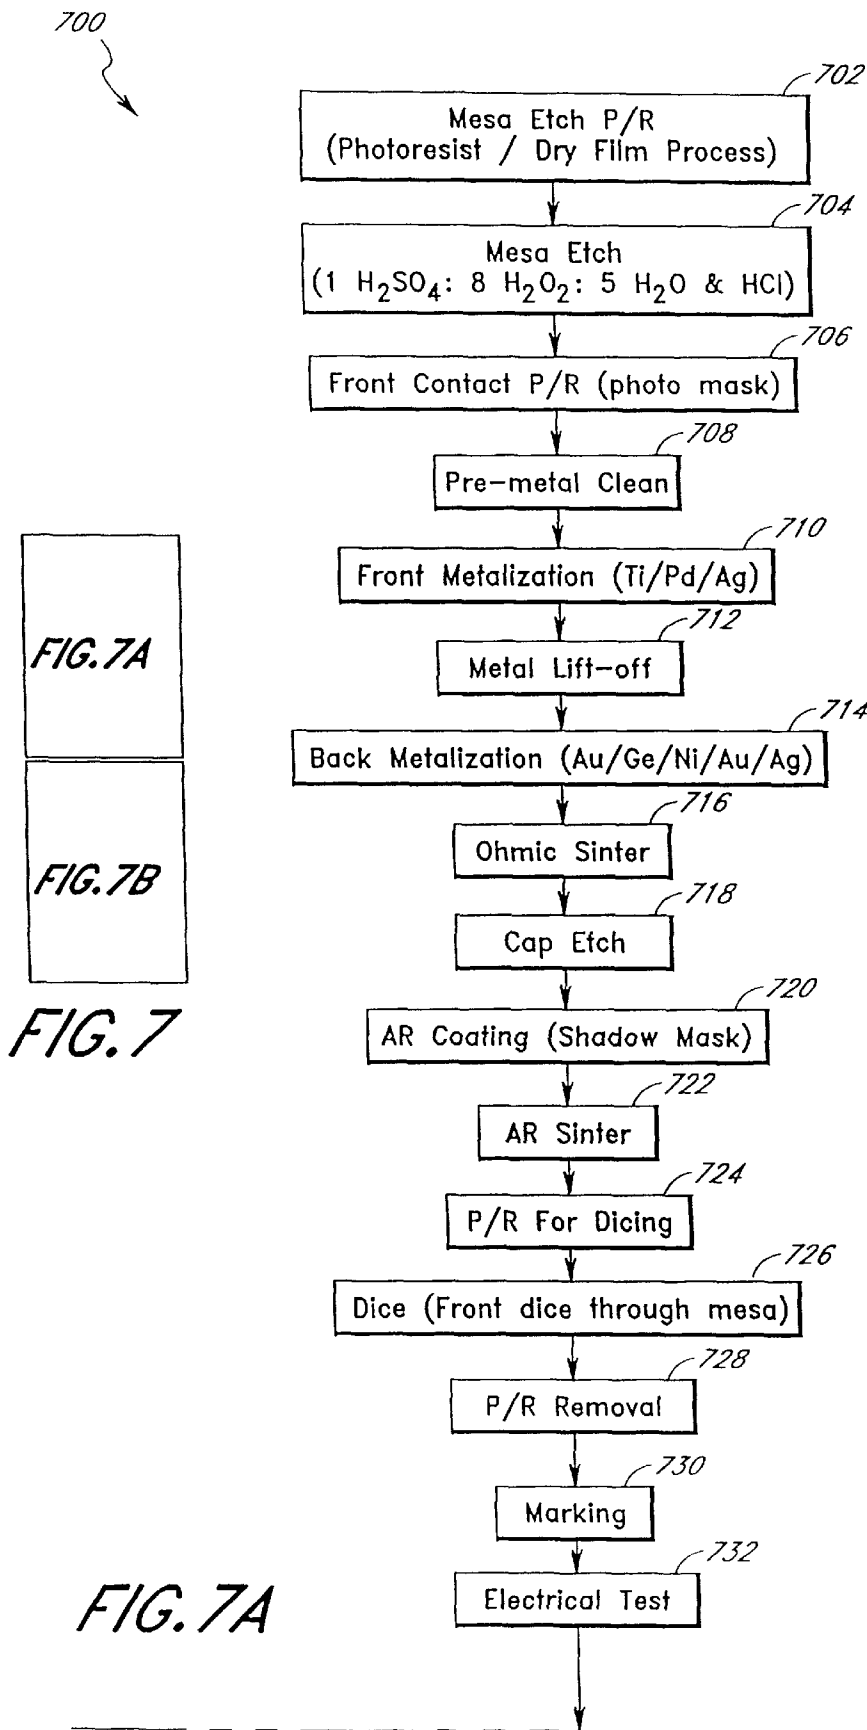 700
702
Mesa Etch P/R
(Photoresist / Dry Film Process)
704
Mesa Etch
(1 H₂SO₄: 8 H₂O₂: 5 H₂O & HCl)
706
Front Contact P/R (photo mask)
708
Pre-metal Clean
710
Front Metalization (Ti/Pd/Ag)
712
Metal Lift-off
714
Back Metalization (Au/Ge/Ni/Au/Ag)
716
Ohmic Sinter
718
Cap Etch
720
AR Coating (Shadow Mask)
722
AR Sinter
724
P/R For Dicing
726
Dice (Front dice through mesa)
728
P/R Removal
730
Marking
732
Electrical Test
FIG. 7A
FIG. 7B
FIG. 7
FIG. 7A